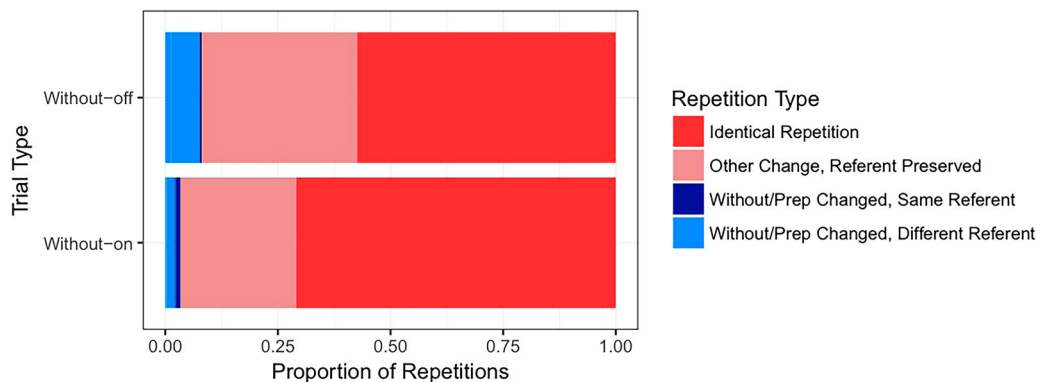 Trial Type
Without−off
Without−on
0.00 0.25 0.50 0.75 1.00
Proportion of Repetitions
Repetition Type
Identical Repetition
Other Change, Referent Preserved
Without/Prep Changed, Same Referent
Without/Prep Changed, Different Referent